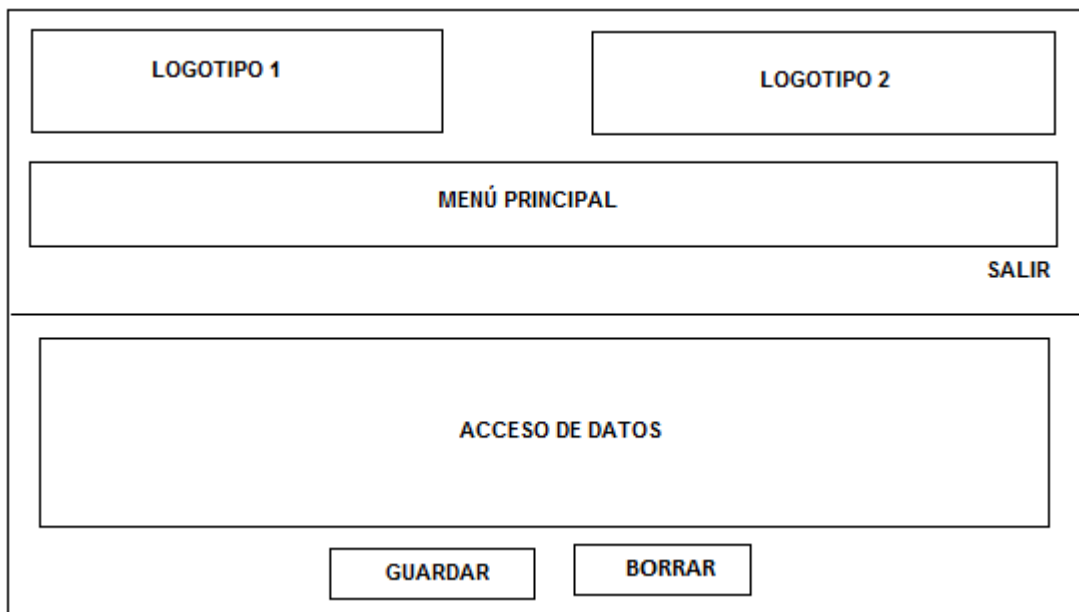 LOGOTIPO 1
LOGOTIPO 2
MENÚ PRINCIPAL
SALIR
ACCESO DE DATOS
GUARDAR
BORRAR